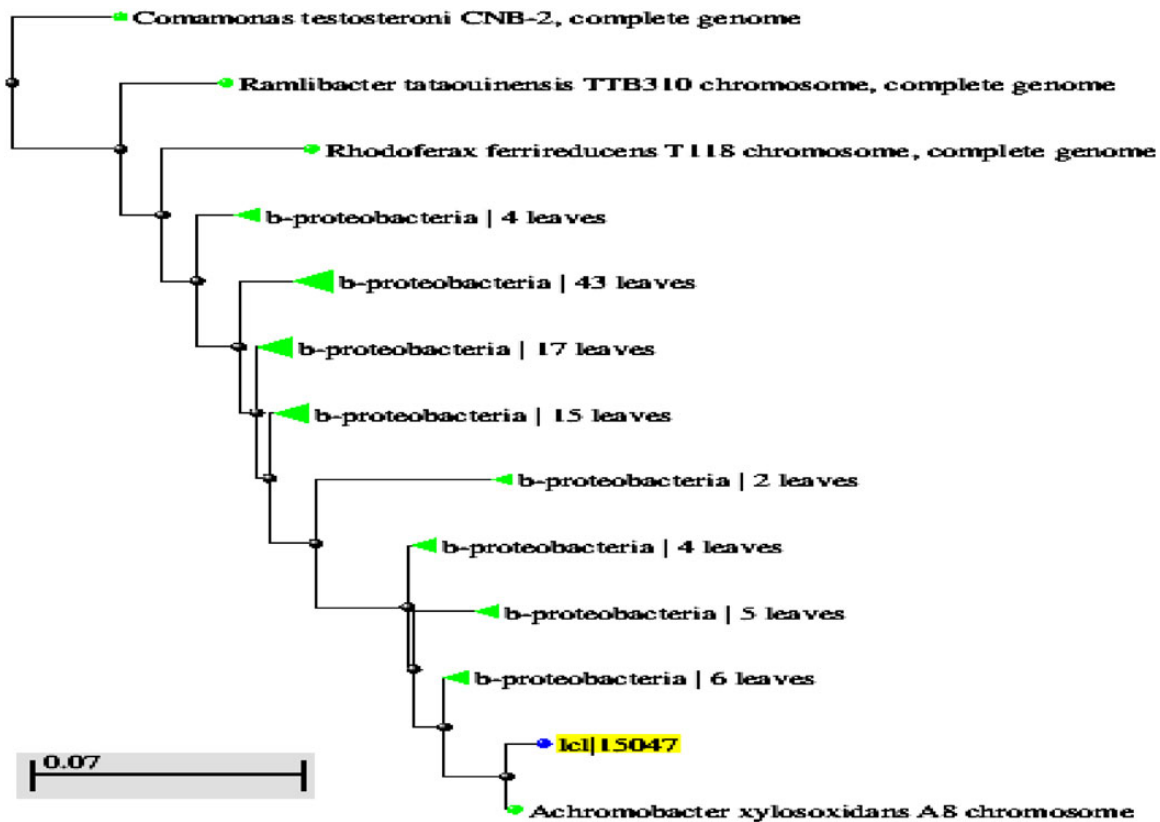 Comamonas testosteroni CNB-2, complete genome
Ramlibacter tataouinensis TTB310 chromosome, complete genome
Rhodoferax ferrireducens T118 chromosome, complete genome
b-proteobacteria | 4 leaves
b-proteobacteria | 43 leaves
b-proteobacteria | 17 leaves
b-proteobacteria | 15 leaves
b-proteobacteria | 2 leaves
b-proteobacteria | 4 leaves
b-proteobacteria | 5 leaves
b-proteobacteria | 6 leaves
lcl|15047
0.07
Achromobacter xylosoxidans A8 chromosome